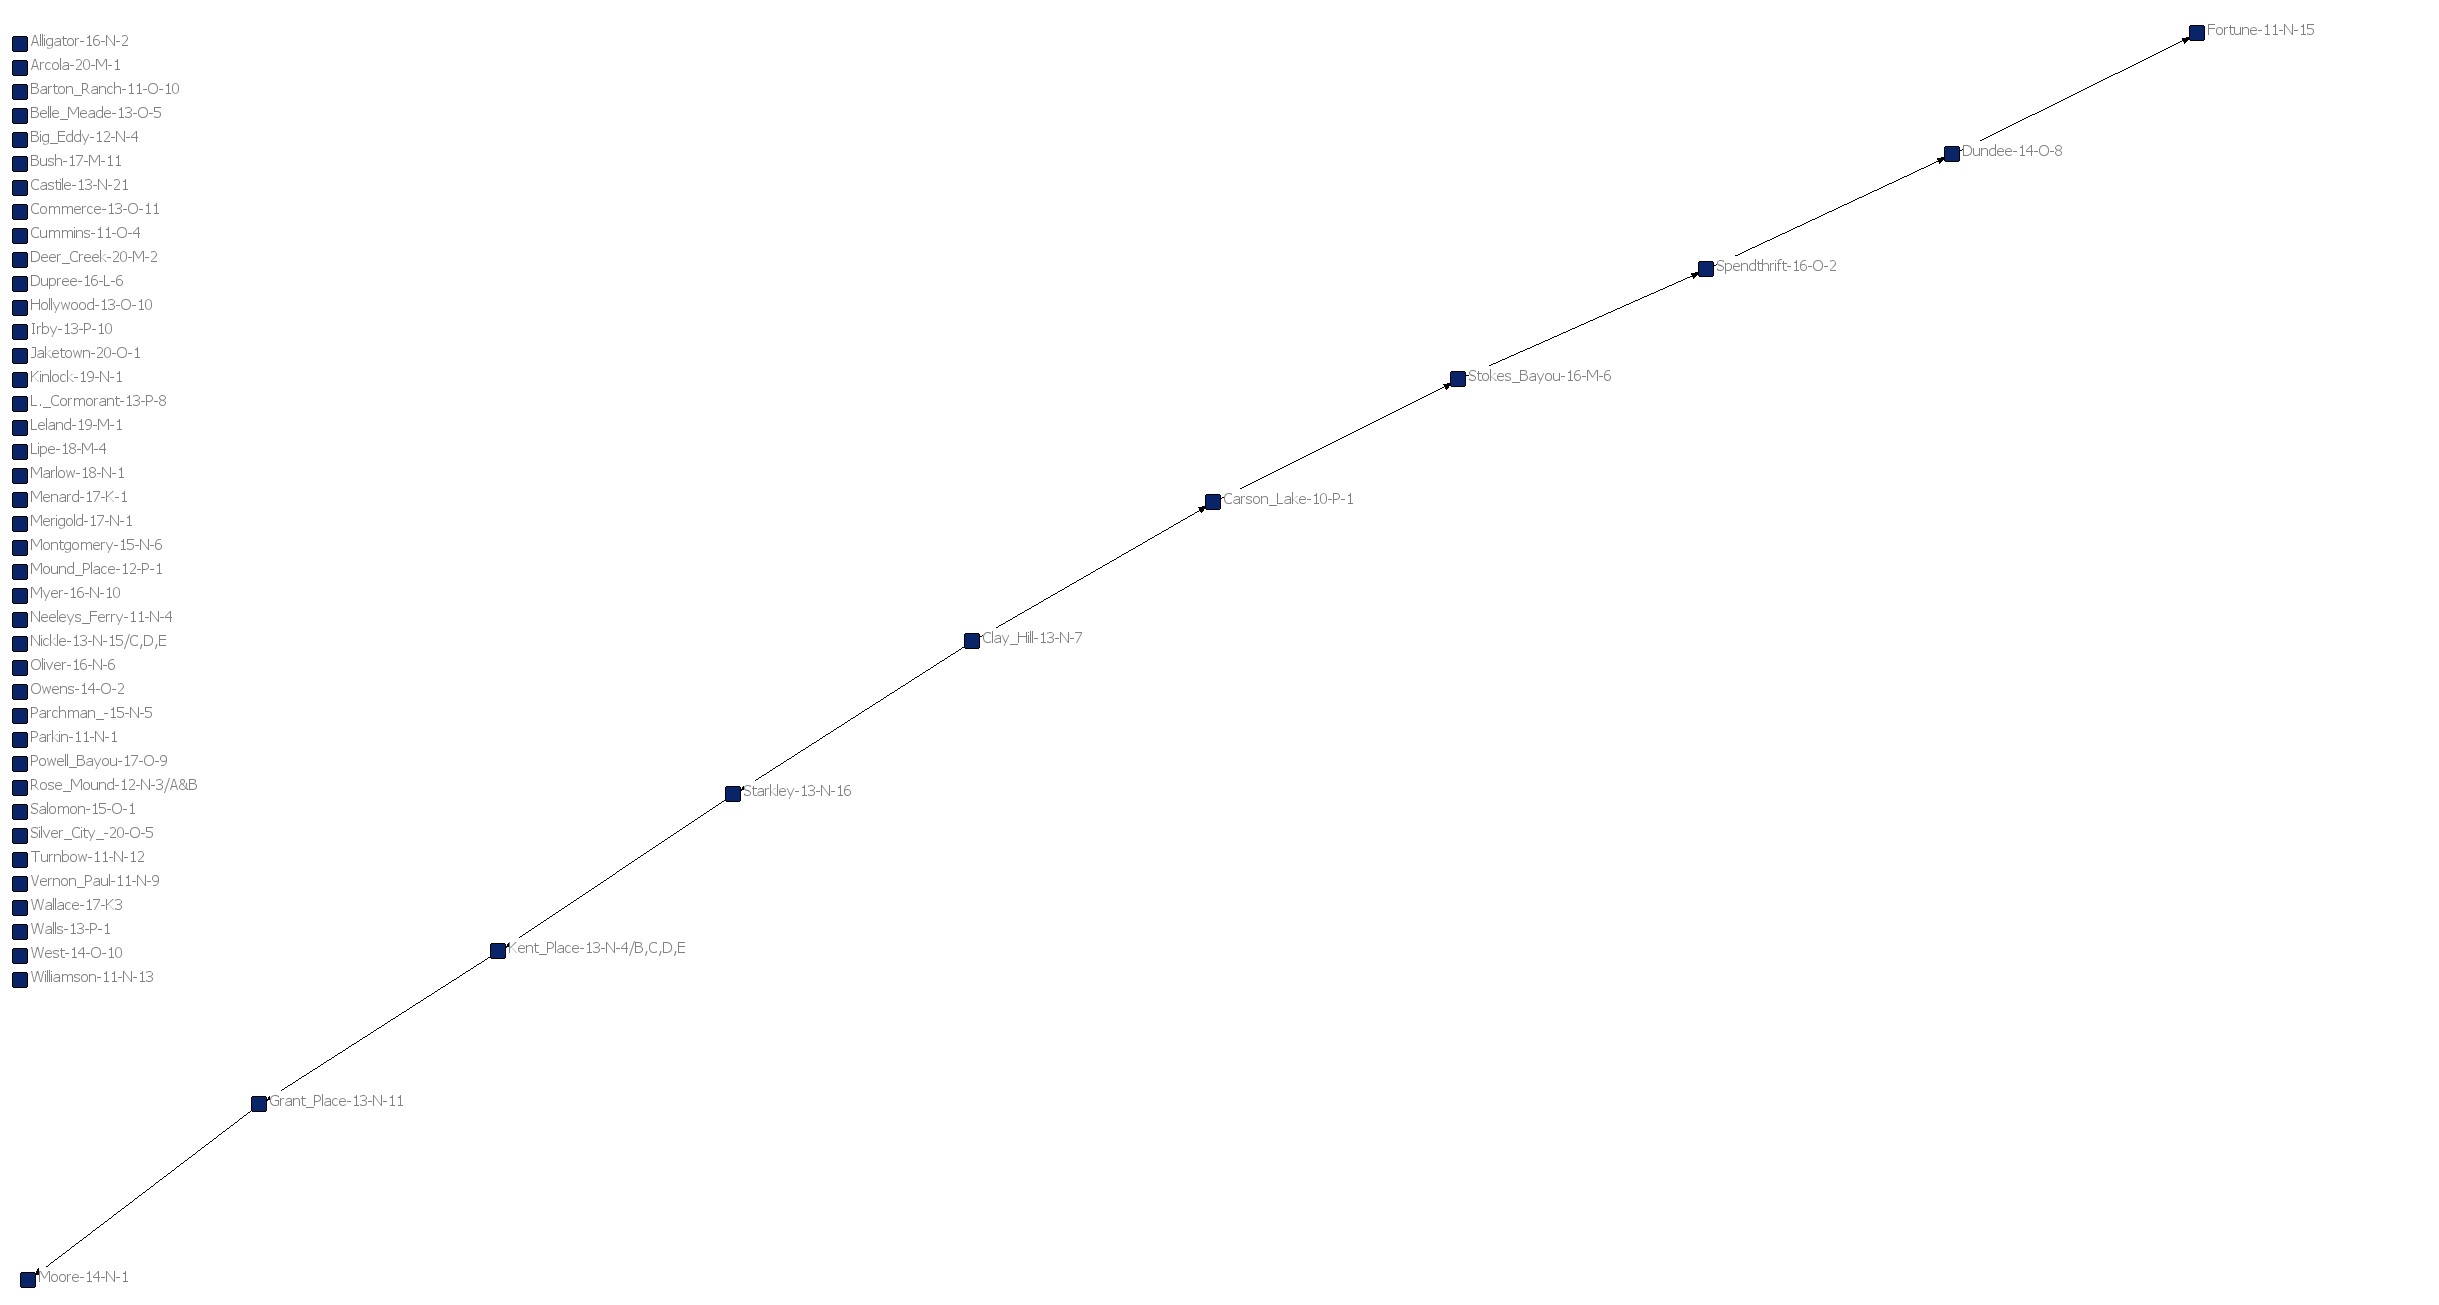 Fortune-11-N-15
Alligator-16-N-2
Arcola-20-M-1
Barton_Ranch-11-O-10
Belle_Meade-13-O-5
Big_Eddy-12-N-4
Dundee-14-O-8
Bush-17-M-11
Castile-13-N-21
Commerce-13-O-11
Cummins-11-O-4
Deer_Creek-20-M-2
Spendthrift-16-O-2
Dupree-16-L-6
Hollywood-13-O-10
Irby-13-P-10
Jaketown-20-O-1
Stokes_Bayou-16-M-6
Kinlock-19-N-1
L._Cormorant-13-P-8
Leland-19-M-1
Lipe-18-M-4
Marlow-18-N-1
Menard-17-K-1
Carson_Lake-10-P-1
Merigold-17-N-1
Montgomery-15-N-6
Mound_Place-12-P-1
Myer-16-N-10
Neeleys_Ferry-11-N-4
Clay_Hill-13-N-7
Nickle-13-N-15/C,D,E
Oliver-16-N-6
Owens-14-O-2
Parchman_-15-N-5
Parkin-11-N-1
Powell_Bayou-17-O-9
Rose_Mound-12-N-3/A&B
Starkley-13-N-16
Salomon-15-O-1
Silver_City_-20-O-5
Turnbow-11-N-12
Vernon_Paul-11-N-9
Wallace-17-K3
Walls-13-P-1
Kent_Place-13-N-4/B,C,D,E
West-14-O-10
Williamson-11-N-13
Grant_Place-13-N-11
Moore-14-N-1